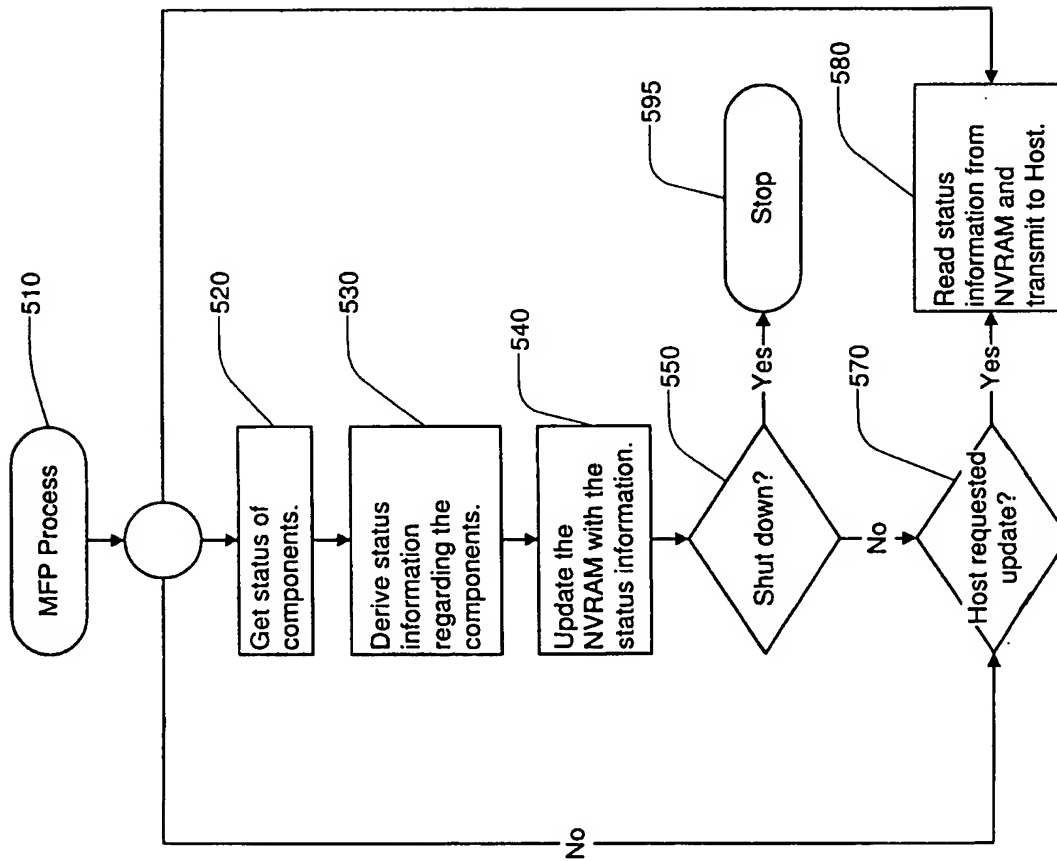 MFP Process
510
Get status of
components.
520
Derive status
information
regarding the
components.
530
Update the
NVRAM with the
status information.
540
Shut down?
550
Yes
Stop
595
No
Host requested
update?
570
Yes
Read status
information from
NVRAM and
transmit to Host.
580
No